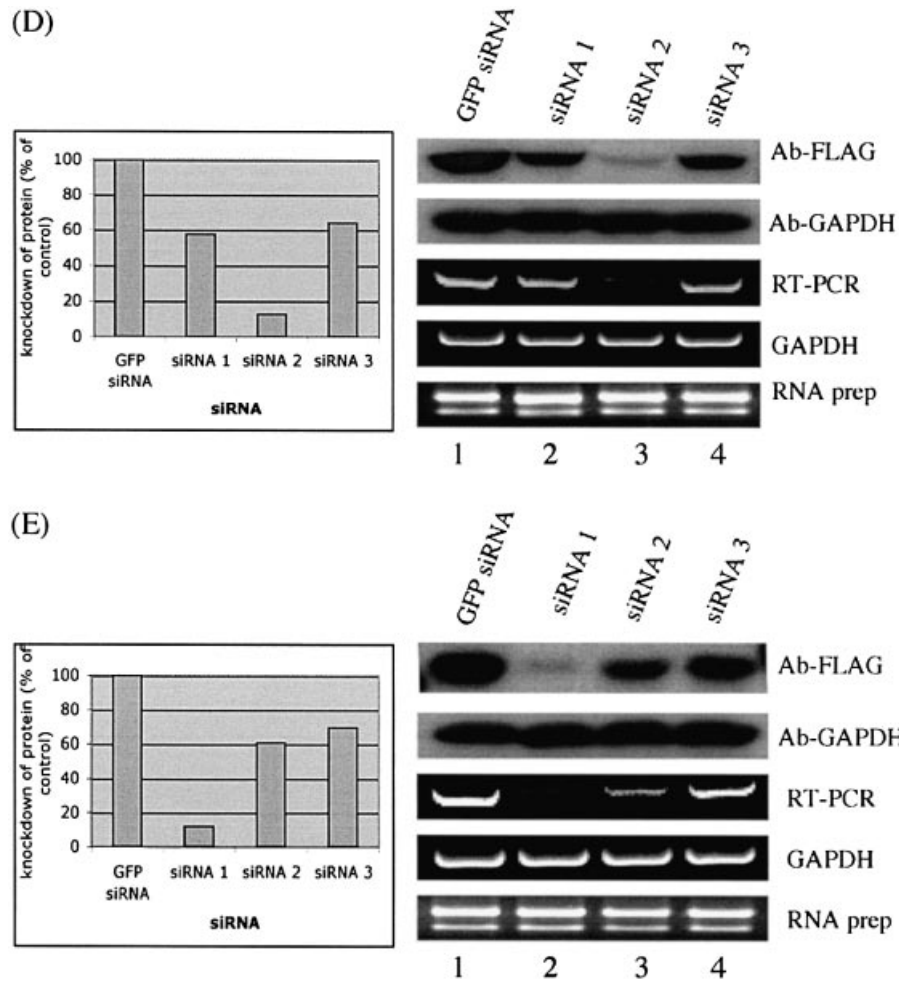 (D)
GFP siRNA
siRNA 1
siRNA 2
siRNA 3
knockdown of protein (% of
control)
100
80
60
40
20
0
GFP
siRNA
siRNA 1
siRNA 2
siRNA 3
siRNA
Ab-FLAG
Ab-GAPDH
RT-PCR
GAPDH
RNA prep
1
2
3
4
(E)
GFP siRNA
siRNA 1
siRNA 2
siRNA 3
knockdown of protein (% of
control)
100
80
60
40
20
0
GFP
siRNA
siRNA 1
siRNA 2
siRNA 3
siRNA
Ab-FLAG
Ab-GAPDH
RT-PCR
GAPDH
RNA prep
1
2
3
4